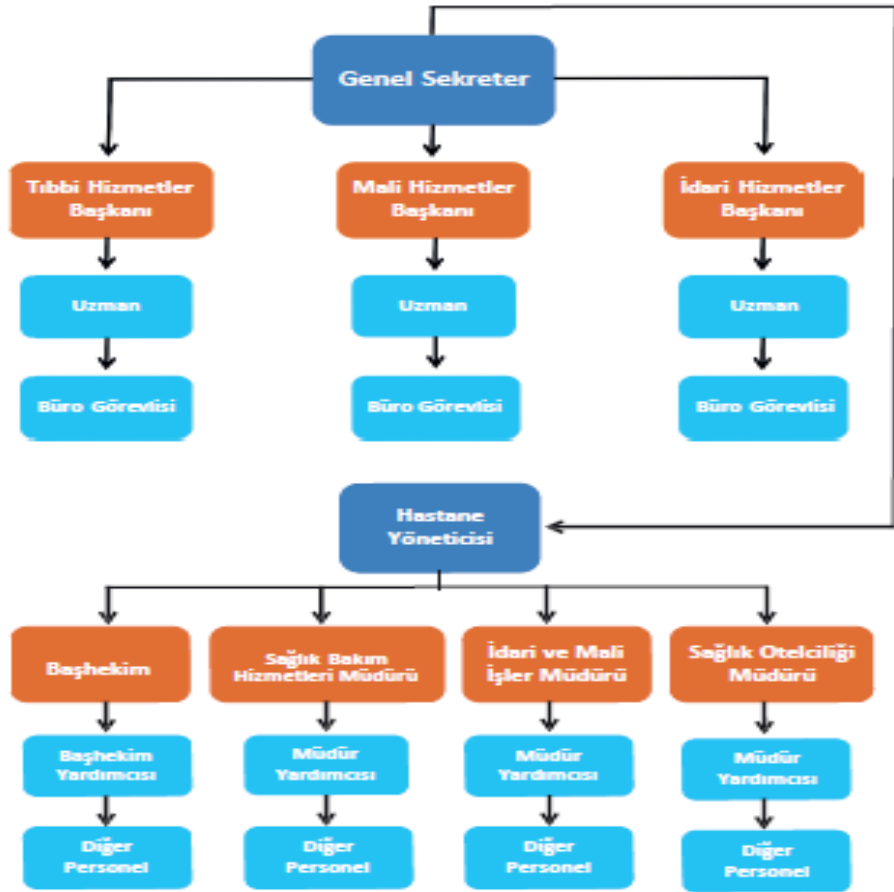 Genel Sekreter
Tıbbi Hizmetler
Başkanı
Mali Hizmetler
Başkanı
İdari Hizmetler
Başkanı
Uzman
Uzman
Uzman
Büro Görevlisi
Büro Görevlisi
Büro Görevlisi
Hastane
Yöneticisi
Başhekim
Sağlık Bakım
Hizmetleri Müdürü
İdari ve Mali
İşler Müdürü
Sağlık Otelciliği
Müdürü
Başhekim
Yardımcısı
Müdür
Yardımcısı
Müdür
Yardımcısı
Müdür
Yardımcısı
Diğer
Personel
Diğer
Personel
Diğer
Personel
Diğer
Personel